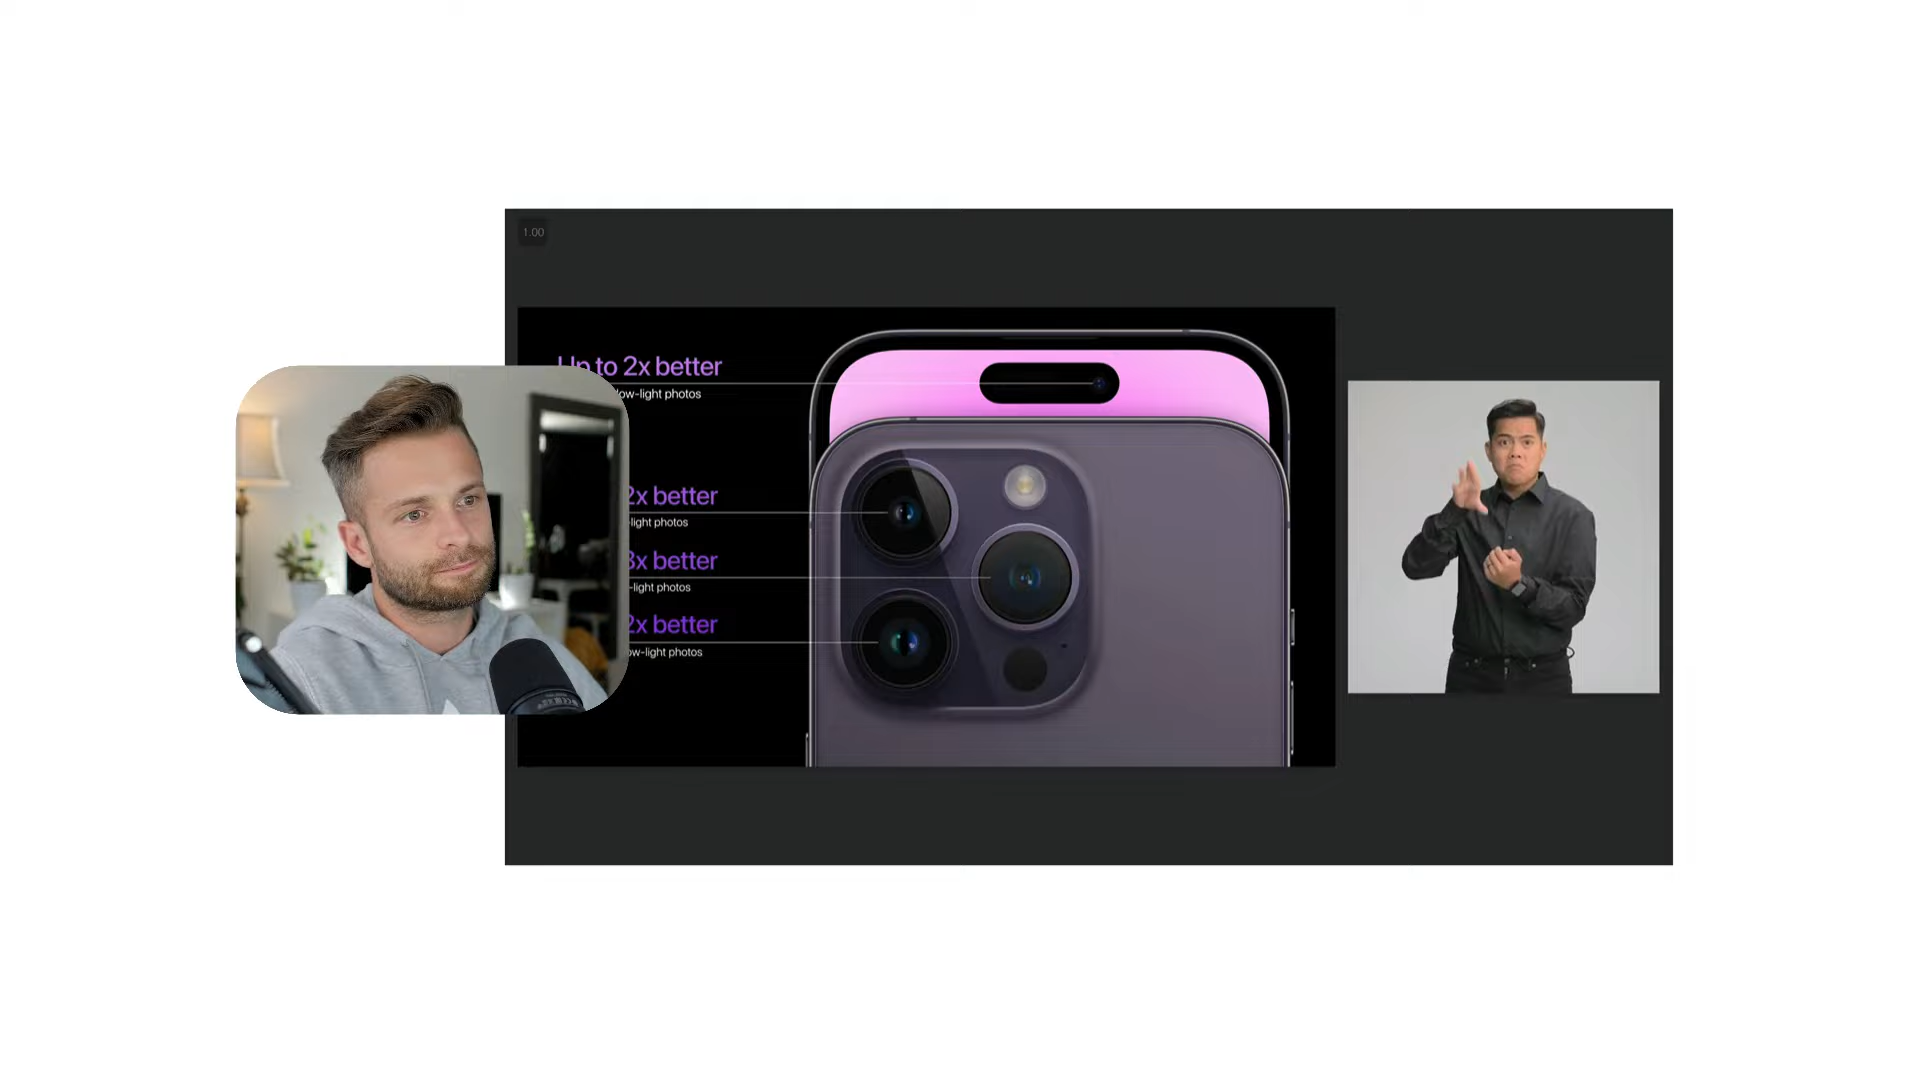 1.00
Up to 2x better
low-light photos
2x better
light photos
3x better
-light photos
2x better
low-light photos